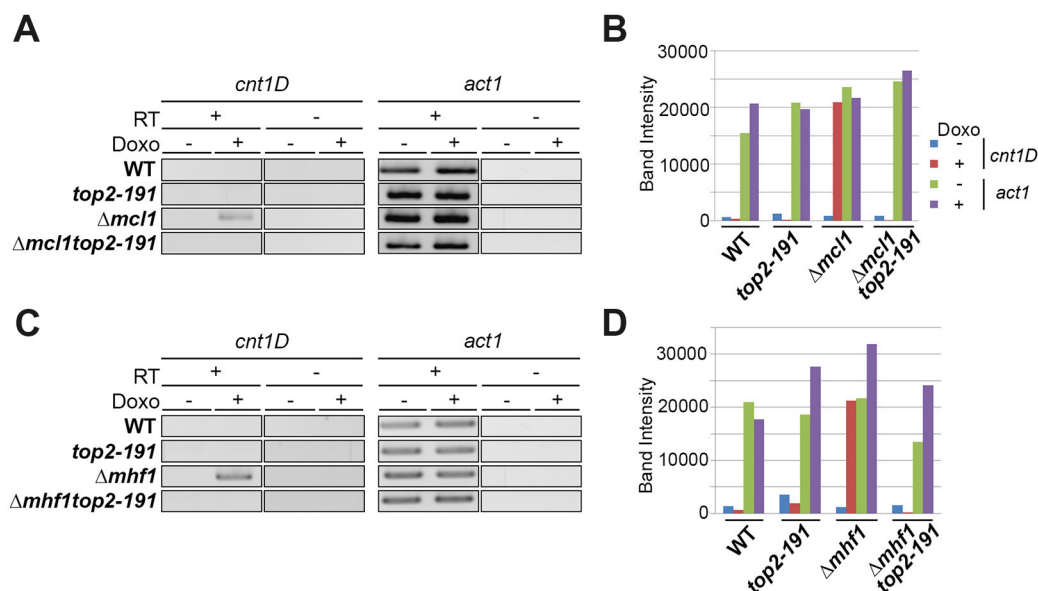 A
cnt1D act1
RT + - + -
Doxo - + - + - + - +
WT
top2-191
Δmcl1
Δmcl1top2-191
B
30000
20000
10000
0
Band Intensity
WT
top2-191
Δmcl1
Δmcl1
top2-191
Doxo
-
+
cnt1D
-
+
act1
C
cnt1D act1
RT + - + -
Doxo - + - + - + - +
WT
top2-191
Δmhf1
Δmhf1top2-191
D
30000
20000
10000
0
Band Intensity
WT
top2-191
Δmhf1
Δmhf1
top2-191